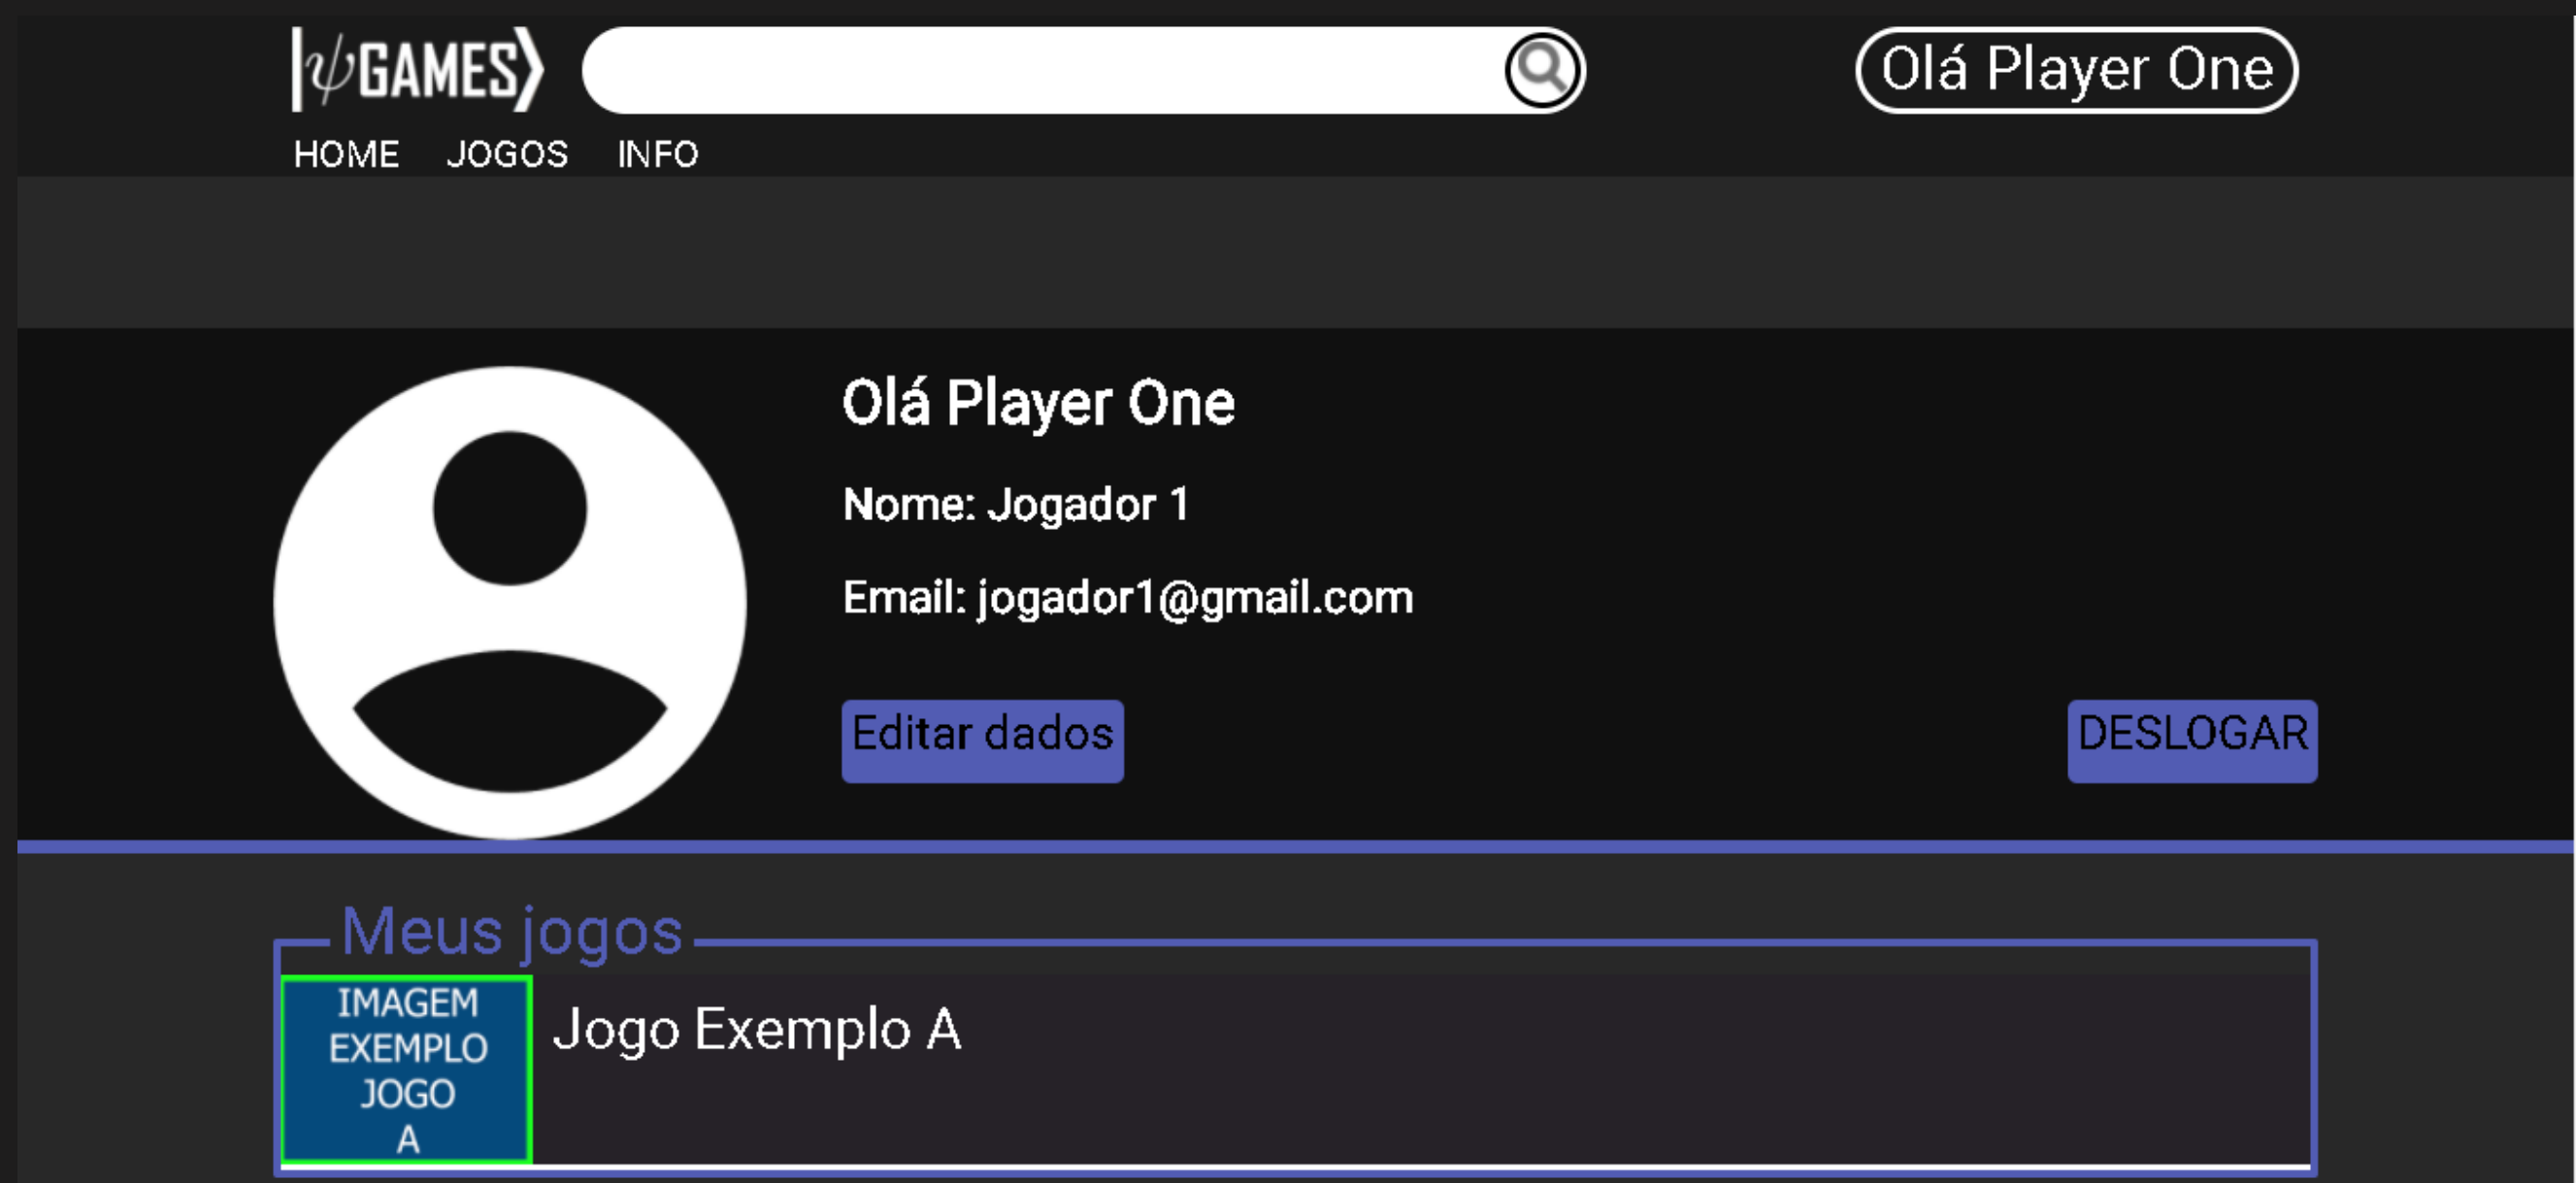 |ψGAMES⟩
Olá Player One
HOME JOGOS INFO
Olá Player One
Nome: Jogador 1
Email: jogador1@gmail.com
Editar dados
DESLOGAR
Meus jogos
IMAGEM
EXEMPLO
JOGO
A
Jogo Exemplo A